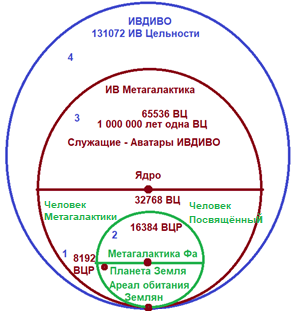 ИВДИВО
131072 ИВ Цельности
4
ИВ Метагалактика
3
65536 ВЦ
1 000 000 лет одна ВЦ
Служащие - Аватары ИВДИВО
Ядро
32768 ВЦ
Человек
Метагалактики
Человек
Посвящённый
16384 ВЦР
2
1
8192
ВЦР
Метагалактика Фа
Планета Земля
Ареал обитания
Землян